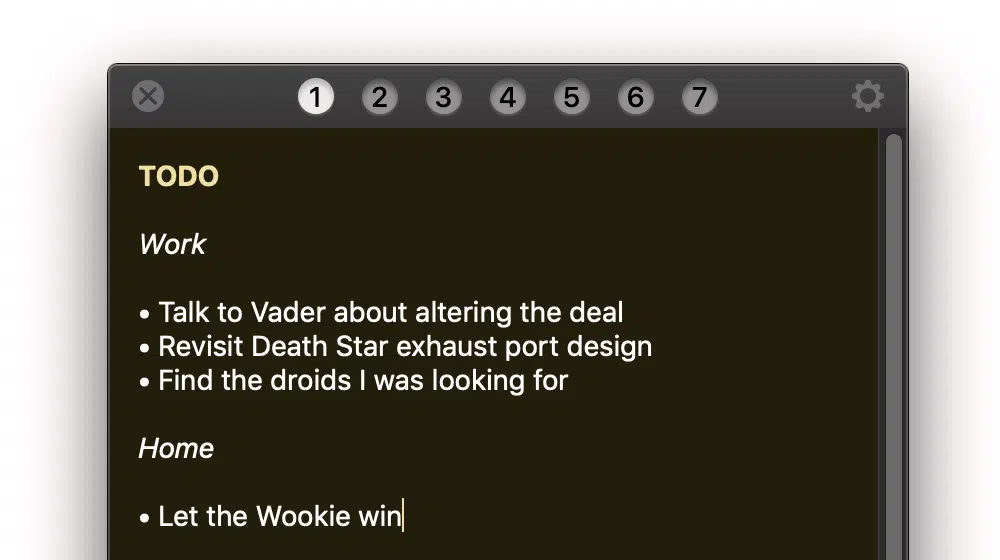 1 2 3 4 5 6 7
TODO
Work
• Talk to Vader about altering the deal
• Revisit Death Star exhaust port design
• Find the droids I was looking for
Home
• Let the Wookie win